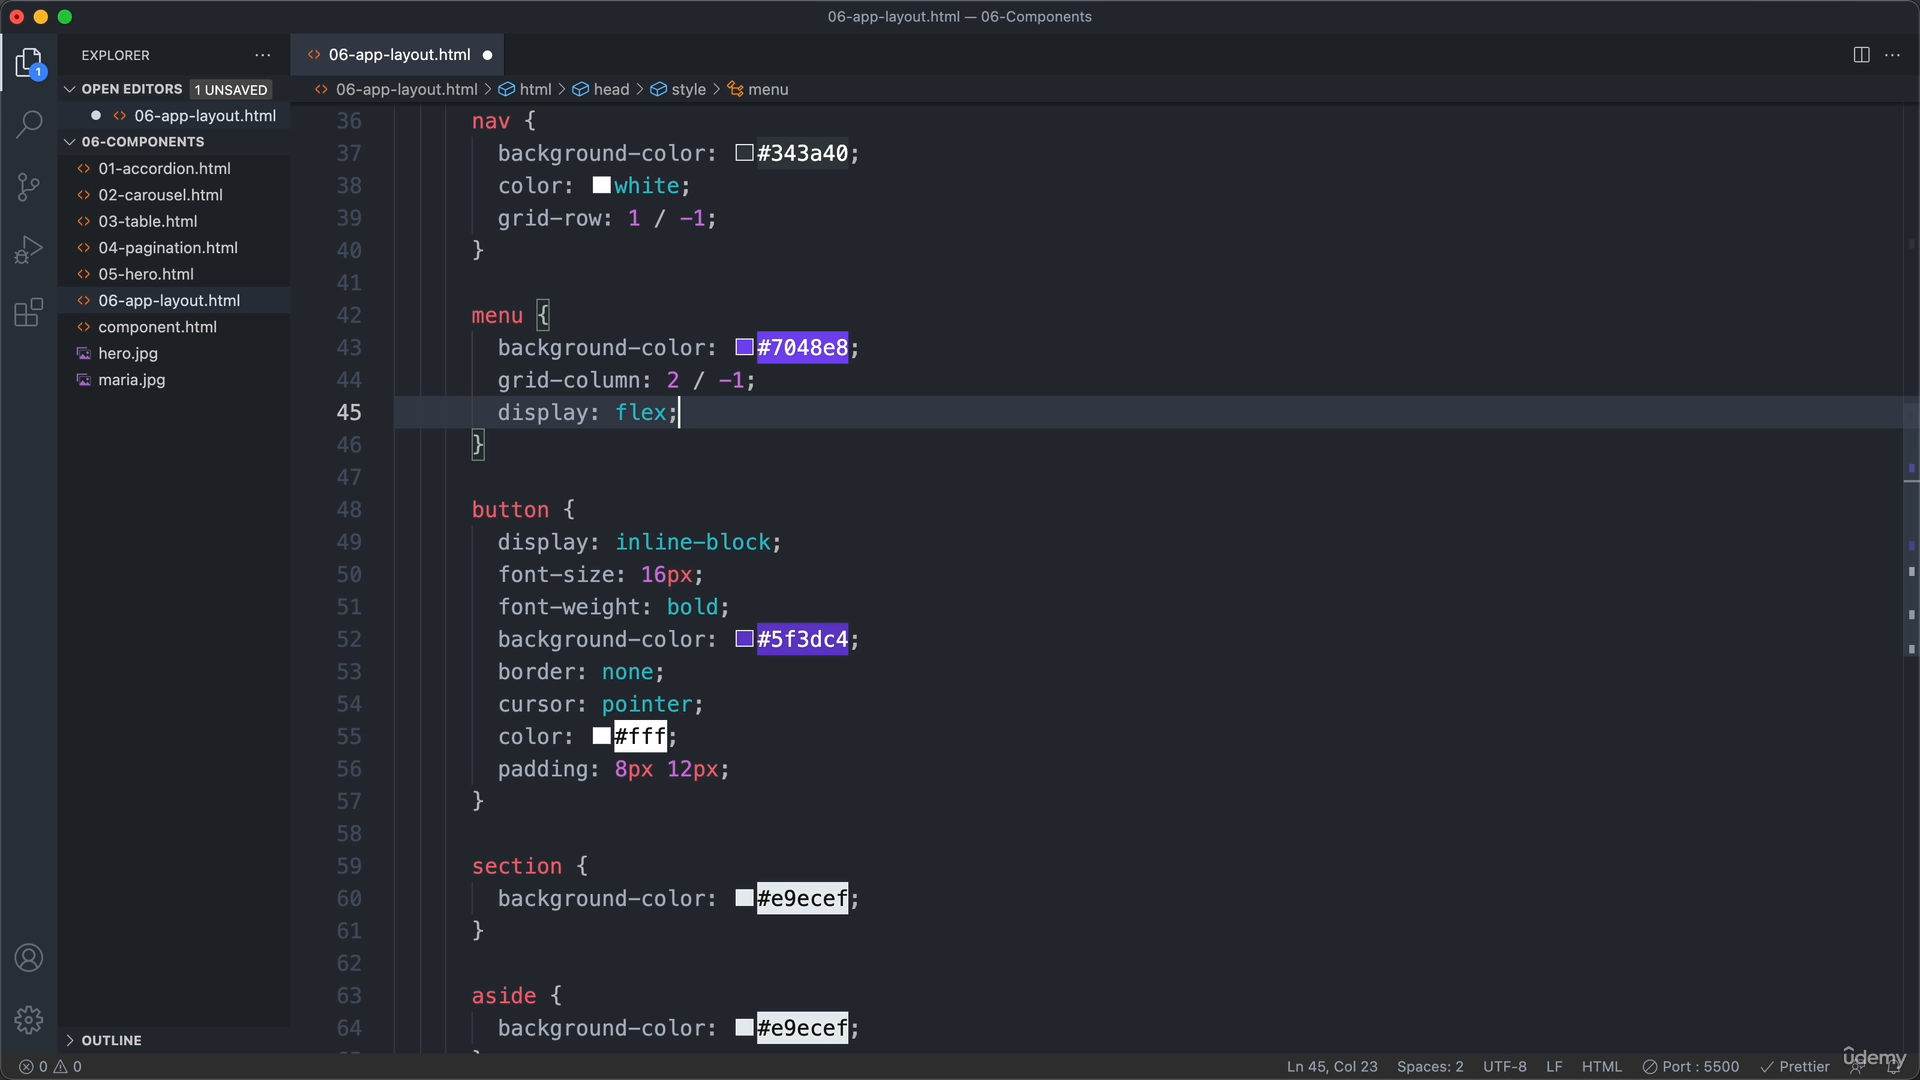 06-app-layout.html — 06-Components
EXPLORER
06-app-layout.html
1
OPEN EDITORS 1 UNSAVED
06-app-layout.html > html > head > style > menu
06-app-layout.html
06-COMPONENTS
01-accordion.html
02-carousel.html
03-table.html
04-pagination.html
05-hero.html
06-app-layout.html
component.html
hero.jpg
maria.jpg
36 nav {
37 background-color: #343a40;
38 color: white;
39 grid-row: 1 / -1;
40 }
41
42 menu {
43 background-color: #7048e8;
44 grid-column: 2 / -1;
45 display: flex;
46 }
47
48 button {
49 display: inline-block;
50 font-size: 16px;
51 font-weight: bold;
52 background-color: #5f3dc4;
53 border: none;
54 cursor: pointer;
55 color: #fff;
56 padding: 8px 12px;
57 }
58
59 section {
60 background-color: #e9ecef;
61 }
62
63 aside {
64 background-color: #e9ecef;
OUTLINE
0 0
Ln 45, Col 23 Spaces: 2 UTF-8 LF HTML Port : 5500 Prettier
udemy